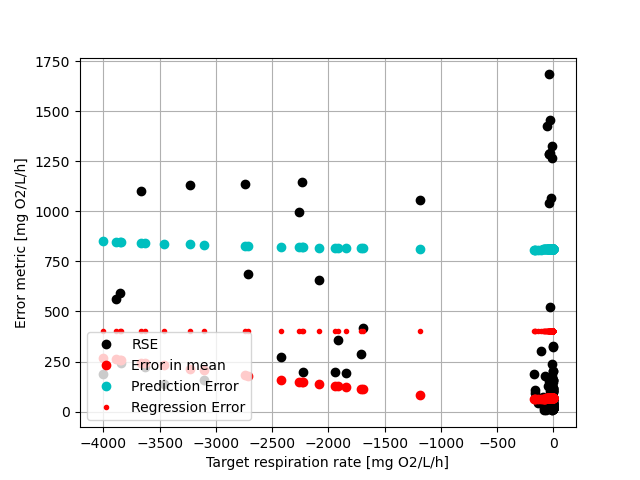 1750
1500
1250
1000
750
500
250
0
Error metric [mg O2/L/h]
RSE
Error in mean
Prediction Error
Regression Error
−4000 −3500 −3000 −2500 −2000 −1500 −1000 −500 0
Target respiration rate [mg O2/L/h]